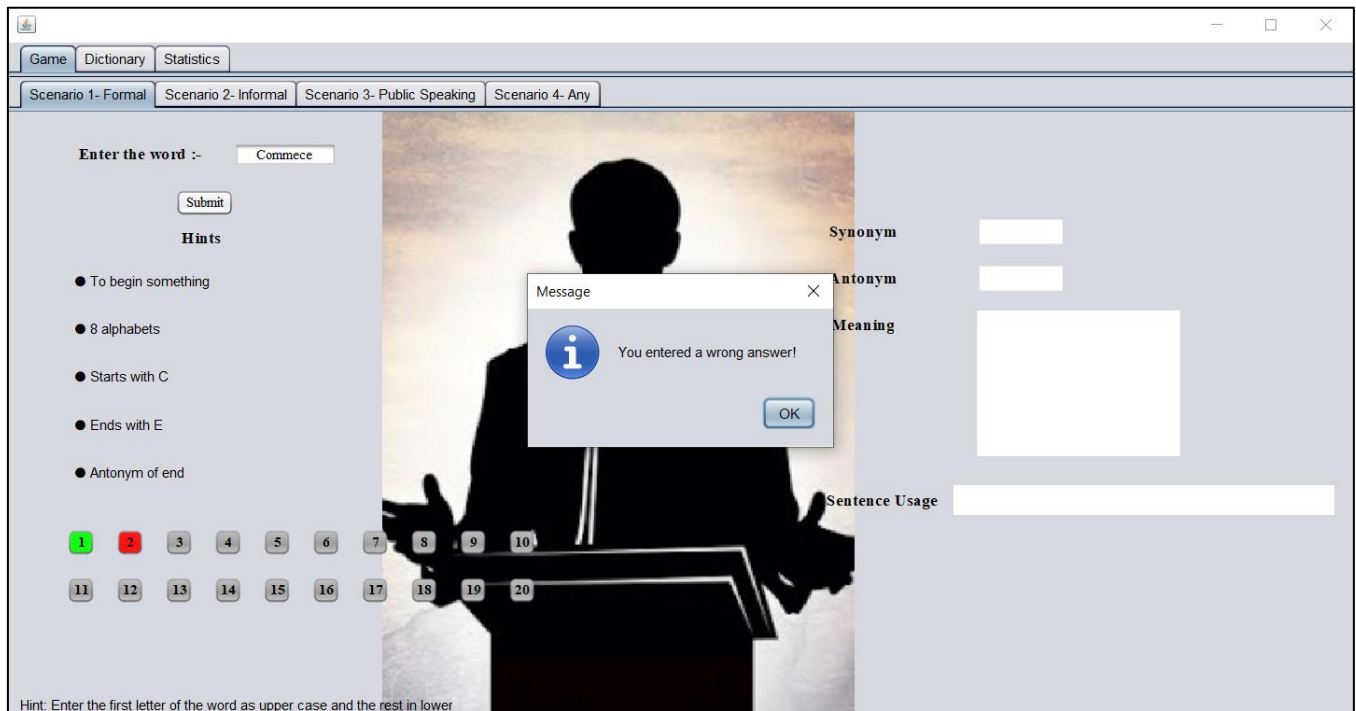 Game Dictionary Statistics
Scenario 1- Formal Scenario 2- Informal Scenario 3- Public Speaking Scenario 4- Any
Enter the word :- Commece
Submit
Hints
To begin something
8 alphabets
Starts with C
Ends with E
Antonym of end
1 2 3 4 5 6 7 8 9 10
11 12 13 14 15 16 17 18 19 20
Hint: Enter the first letter of the word as upper case and the rest in lower
Message
You entered a wrong answer!
OK
Synonym
Antonym
Meaning
Sentence Usage